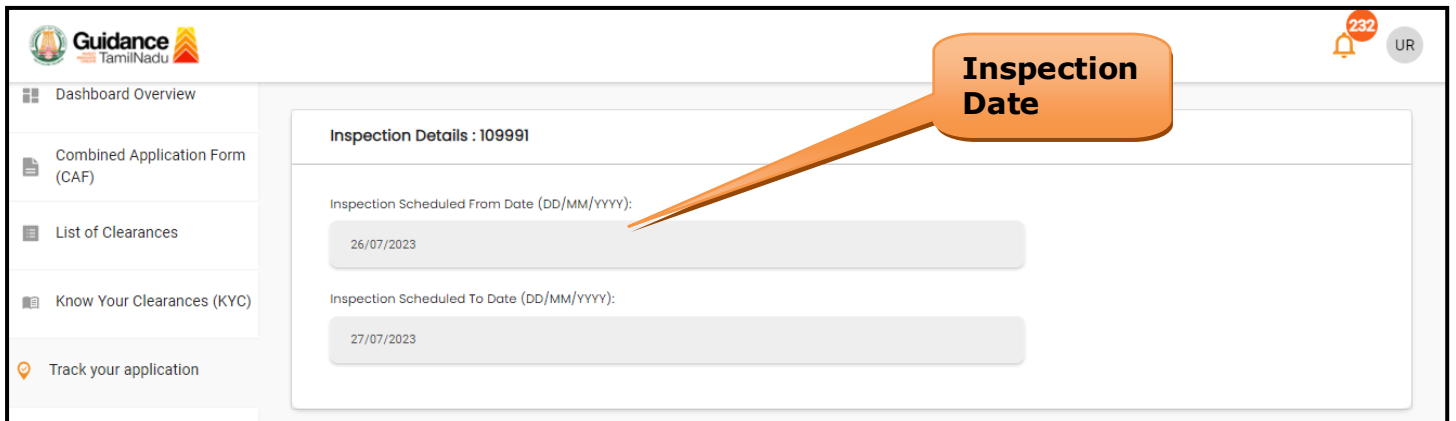 Guidance
TamilNadu
232
UR
Inspection
Date
Dashboard Overview
Combined Application Form
(CAF)
List of Clearances
Know Your Clearances (KYC)
Track your application
Inspection Details : 109991
Inspection Scheduled From Date (DD/MM/YYYY):
26/07/2023
Inspection Scheduled To Date (DD/MM/YYYY):
27/07/2023